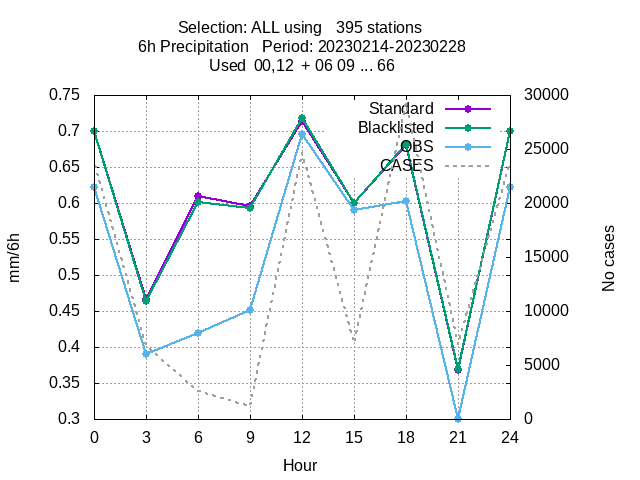 Selection: ALL using   395 stations
6h Precipitation   Period: 20230214-20230228
Used  00,12  + 06 09 ... 66
0.75
0.7
0.65
0.6
0.55
0.5
0.45
0.4
0.35
0.3
mm/6h
Standard
Blacklisted
OBS
CASES
30000
25000
20000
15000
10000
5000
0
No cases
0 3 6 9 12 15 18 21 24
Hour